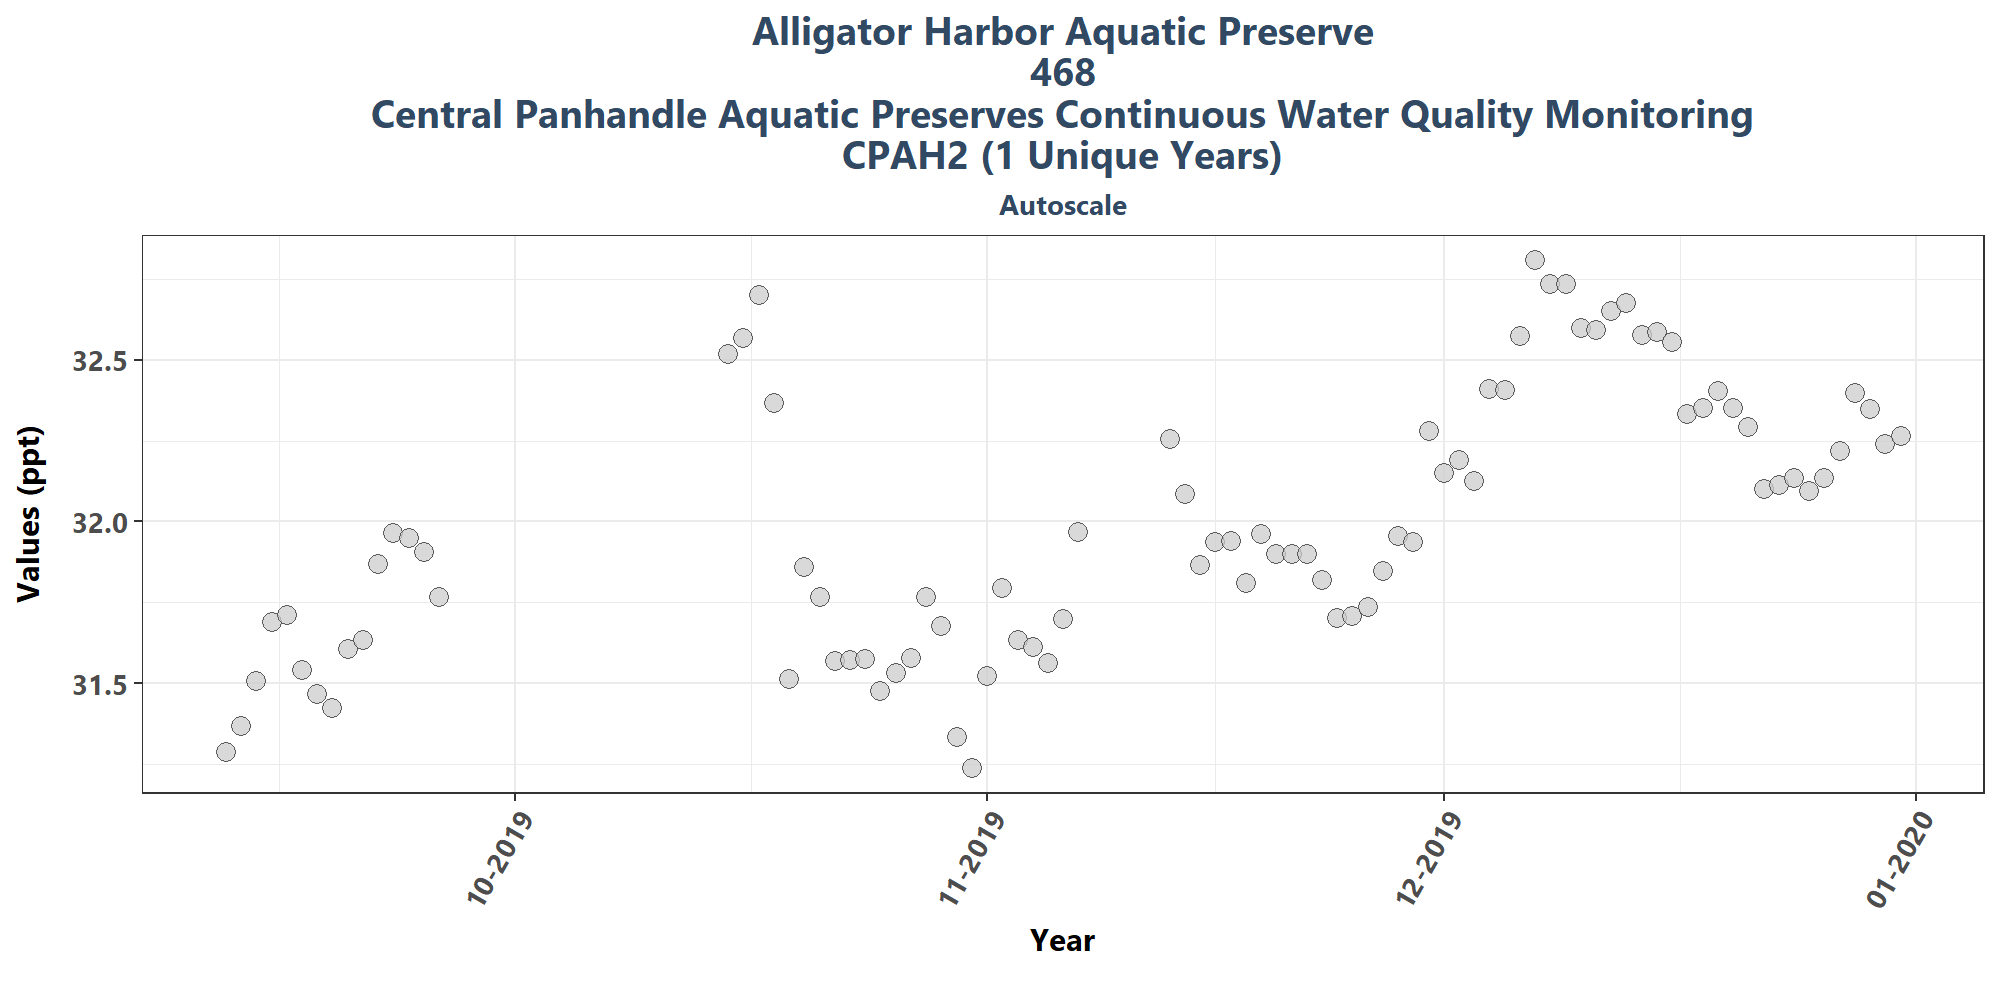 Alligator Harbor Aquatic Preserve
468
Central Panhandle Aquatic Preserves Continuous Water Quality Monitoring
CPAH2 (1 Unique Years)
Autoscale
Values (ppt)
32.5
32.0
31.5
10-2019
11-2019
12-2019
01-2020
Year